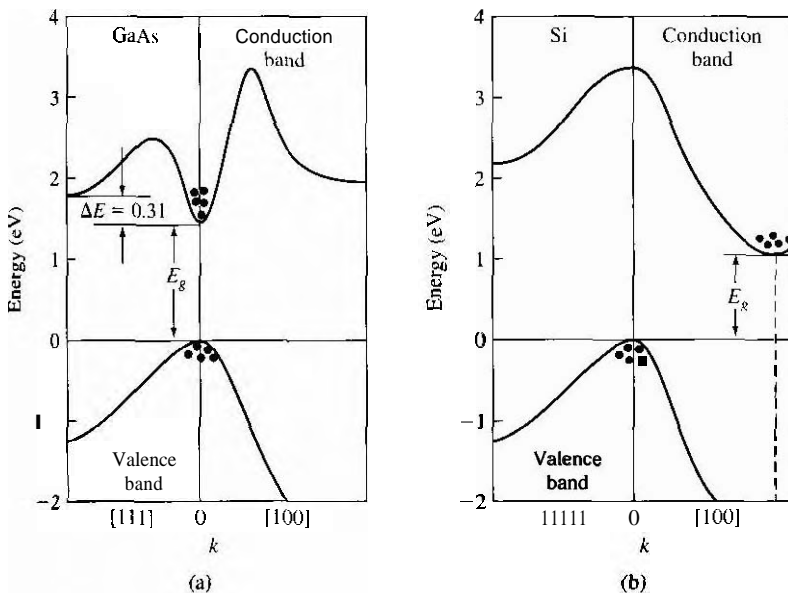 GaAs
Conduction
band
4
3
2
ΔE = 0.31
1
E_g
0
Energy (eV)
-1
Valence
band
-2
[111]
0
[100]
k
(a)
Si
Conduction
band
4
3
2
1
E_g
0
Energy (eV)
-1
Valence
band
-2
11111
0
[100]
k
(b)